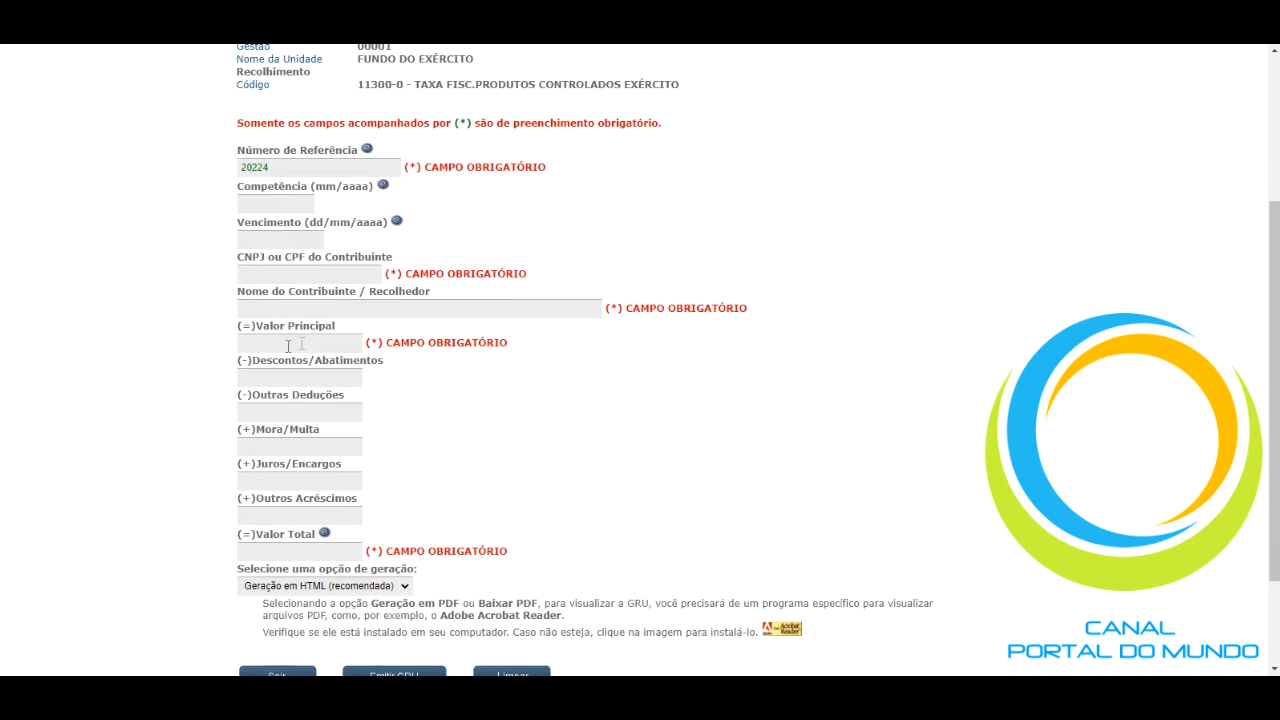 Gestão 00001
Nome da Unidade FUNDO DO EXÉRCITO
Recolhimento
Código 11300-0 - TAXA FISC.PRODUTOS CONTROLADOS EXÉRCITO
Somente os campos acompanhados por (*) são de preenchimento obrigatório.
Número de Referência
20224 (*) CAMPO OBRIGATÓRIO
Competência (mm/aaaa)
Vencimento (dd/mm/aaaa)
CNPJ ou CPF do Contribuinte
(*) CAMPO OBRIGATÓRIO
Nome do Contribuinte / Recolhedor
(*) CAMPO OBRIGATÓRIO
(=)Valor Principal
(*) CAMPO OBRIGATÓRIO
(-)Descontos/Abatimentos
(-)Outras Deduções
(+)Mora/Multa
(+)Juros/Encargos
(+)Outros Acréscimos
(=)Valor Total
(*) CAMPO OBRIGATÓRIO
Selecione uma opção de geração:
Geração em HTML (recomendada)
Selecionando a opção Geração em PDF ou Baixar PDF, para visualizar a GRU, você precisará de um programa específico para visualizar
arquivos PDF, como, por exemplo, o Adobe Acrobat Reader.
Verifique se ele está instalado em seu computador. Caso não esteja, clique na imagem para instalá-lo. Acrobat Reader
Sair Emitir GRU Limpar
CANAL
PORTAL DO MUNDO